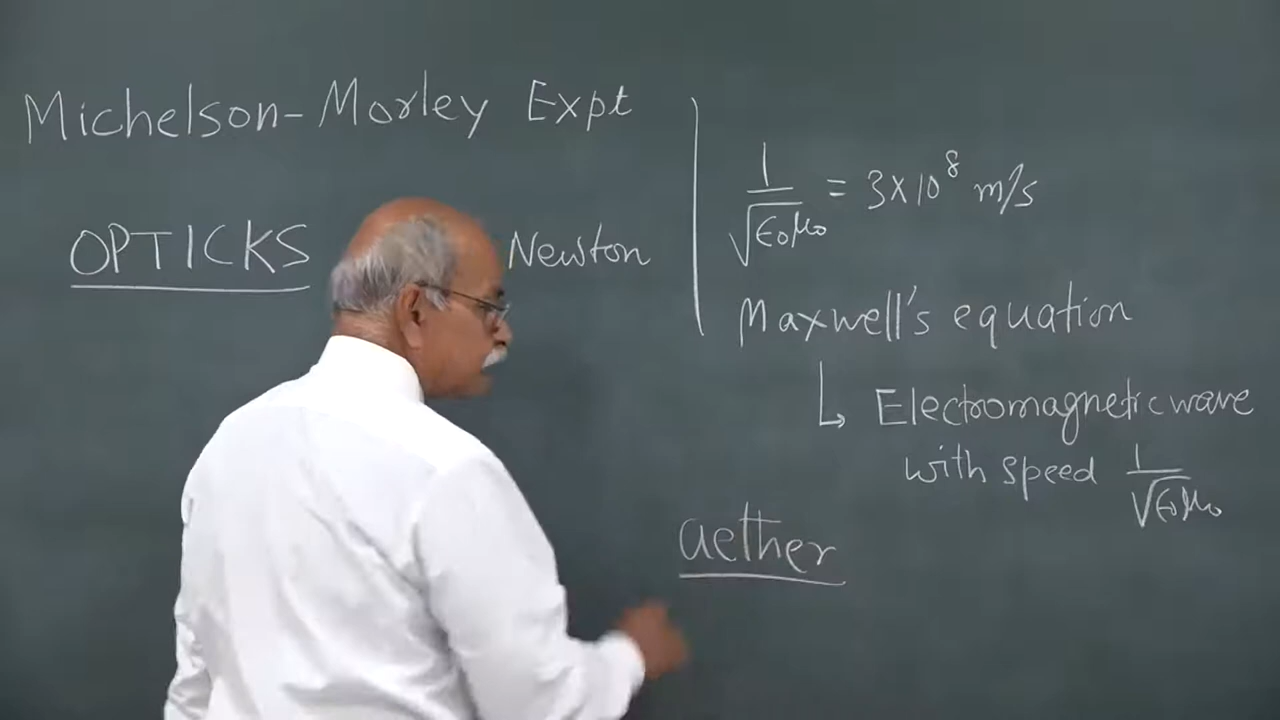 Michelson-Morley Expt
OPTICKS Newton
1/√ε₀μ₀ = 3×10⁸ m/s
Maxwell's equation
↳ Electromagnetic wave
with speed 1/√ε₀μ₀
aether